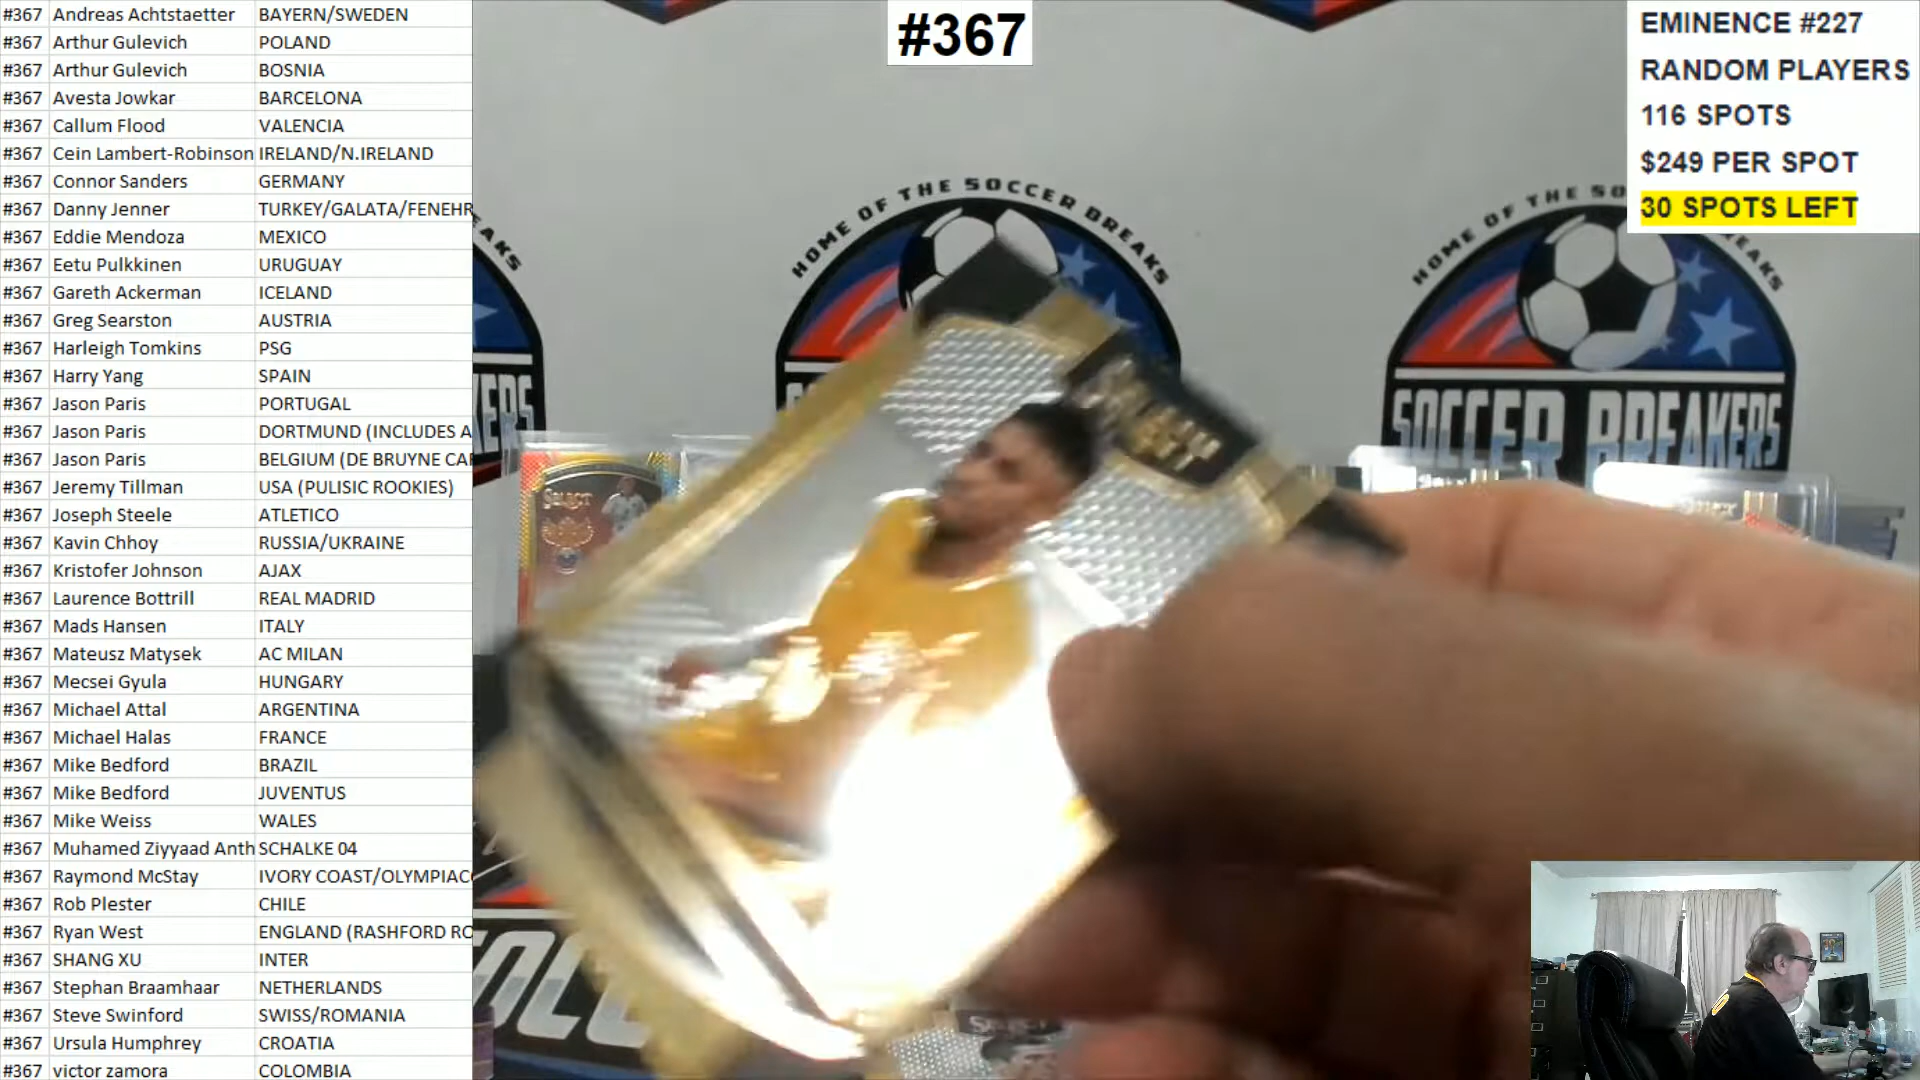 #367 Andreas Achtstaetter BAYERN/SWEDEN
#367 Arthur Gulevich POLAND
#367 Arthur Gulevich BOSNIA
#367 Avesta Jowkar BARCELONA
#367 Callum Flood VALENCIA
#367 Cein Lambert-Robinson IRELAND/N.IRELAND
#367 Connor Sanders GERMANY
#367 Danny Jenner TURKEY/GALATA/FENEHR
#367 Eddie Mendoza MEXICO
#367 Eetu Pulkkinen URUGUAY
#367 Gareth Ackerman ICELAND
#367 Greg Searston AUSTRIA
#367 Harleigh Tomkins PSG
#367 Harry Yang SPAIN
#367 Jason Paris PORTUGAL
#367 Jason Paris DORTMUND (INCLUDES A
#367 Jason Paris BELGIUM (DE BRUYNE CA
#367 Jeremy Tillman USA (PULISIC ROOKIES)
#367 Joseph Steele ATLETICO
#367 Kavin Chhoy RUSSIA/UKRAINE
#367 Kristofer Johnson AJAX
#367 Laurence Bottrill REAL MADRID
#367 Mads Hansen ITALY
#367 Mateusz Matysek AC MILAN
#367 Mecsei Gyula HUNGARY
#367 Michael Attal ARGENTINA
#367 Michael Halas FRANCE
#367 Mike Bedford BRAZIL
#367 Mike Bedford JUVENTUS
#367 Mike Weiss WALES
#367 Muhamed Ziyyaad Anth SCHALKE 04
#367 Raymond McStay IVORY COAST/OLYMPIAC
#367 Rob Plester CHILE
#367 Ryan West ENGLAND (RASHFORD RO
#367 SHANG XU INTER
#367 Stephan Braamhaar NETHERLANDS
#367 Steve Swinford SWISS/ROMANIA
#367 Ursula Humphrey CROATIA
#367 victor zamora COLOMBIA
#367
EMINENCE #227
RANDOM PLAYERS
116 SPOTS
$249 PER SPOT
30 SPOTS LEFT
HOME OF THE SOCCER BREAKS
HOME OF THE SO
EAKS
EAKS
KERS
SOCCER BREAKERS
SELECT
SOCC